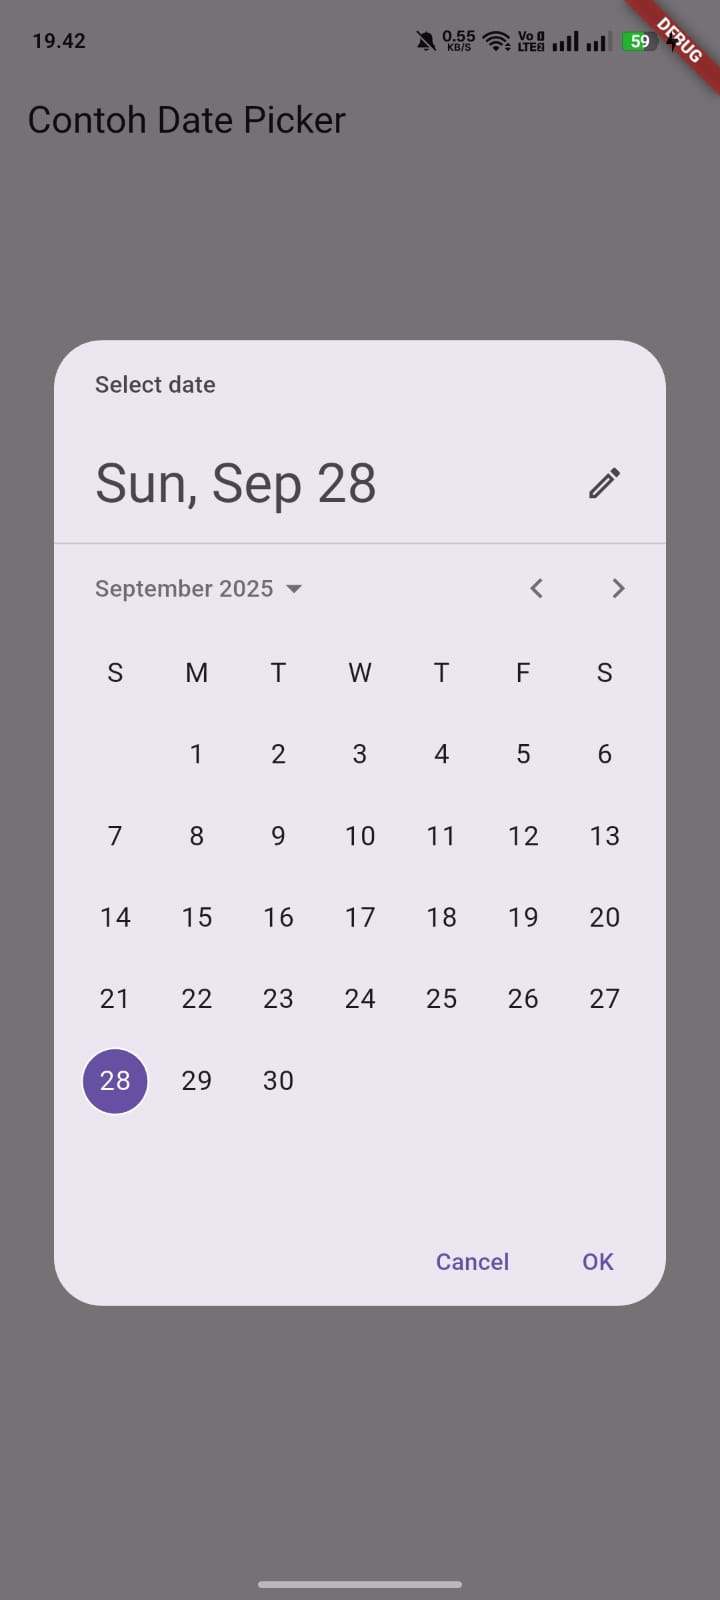 19.42 0.55 KB/S Vo LTE2 59
DEBUG
Contoh Date Picker
Select date
Sun, Sep 28
September 2025
S M T W T F S
1 2 3 4 5 6
7 8 9 10 11 12 13
14 15 16 17 18 19 20
21 22 23 24 25 26 27
28 29 30
Cancel OK